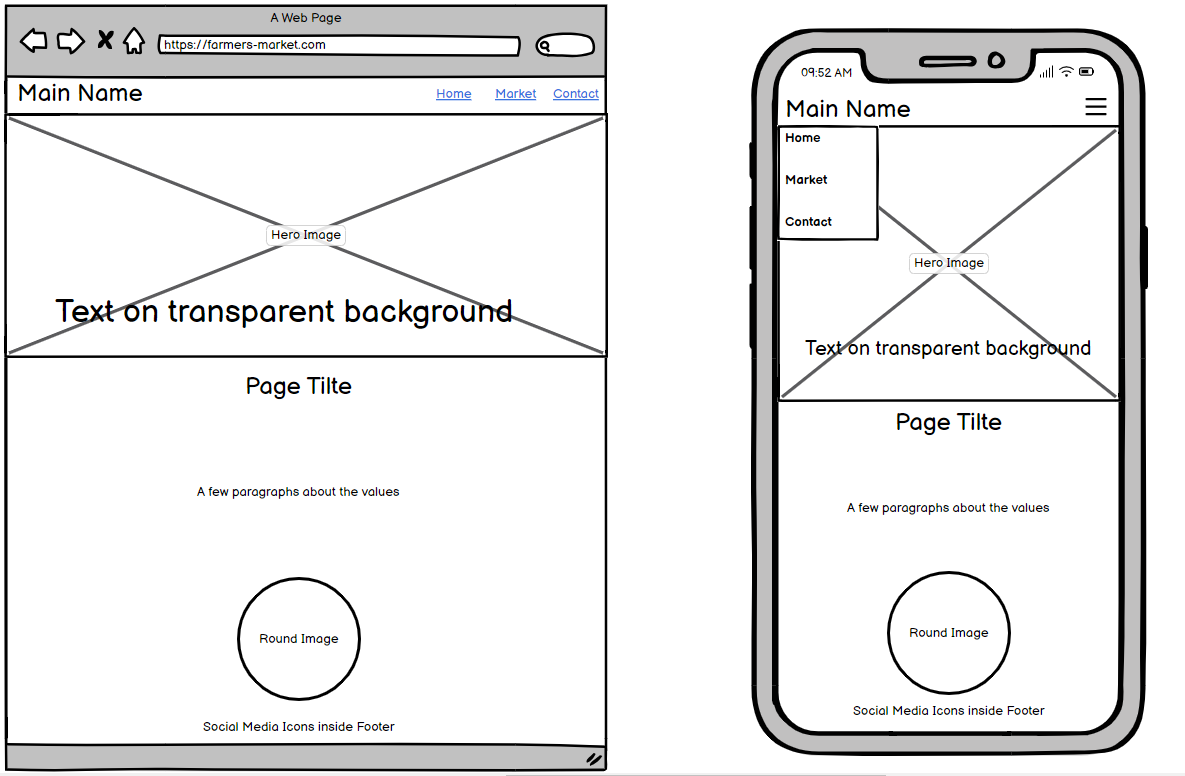 A Web Page
https://farmers-market.com
Main Name
Home Market Contact
Hero Image
Text on transparent background
Page Tilte
A few paragraphs about the values
Round Image
Social Media Icons inside Footer
09:52 AM
Main Name
Home
Market
Contact
Hero Image
Text on transparent background
Page Tilte
A few paragraphs about the values
Round Image
Social Media Icons inside Footer